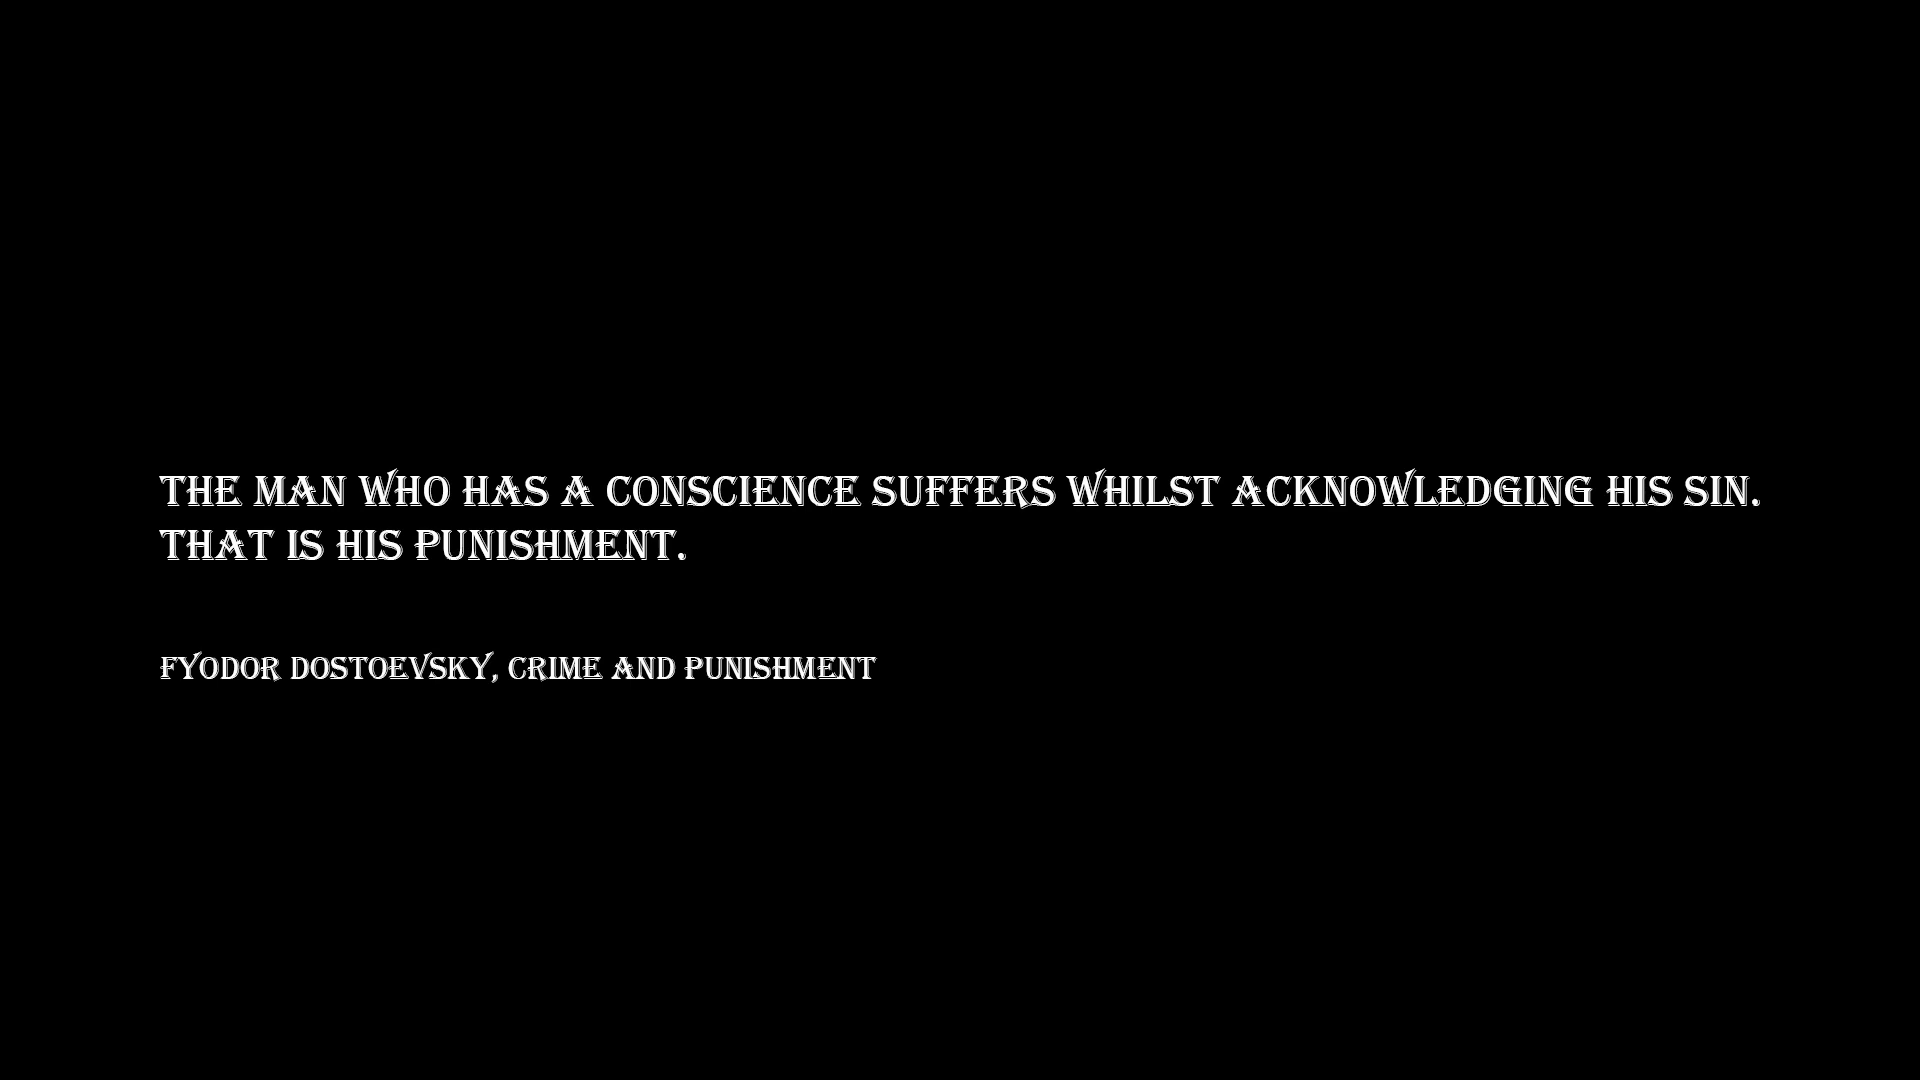 THE MAN WHO HAS A CONSCIENCE SUFFERS WHILST ACKNOWLEDGING HIS SIN.
THAT IS HIS PUNISHMENT.
FYODOR DOSTOEVSKY, CRIME AND PUNISHMENT